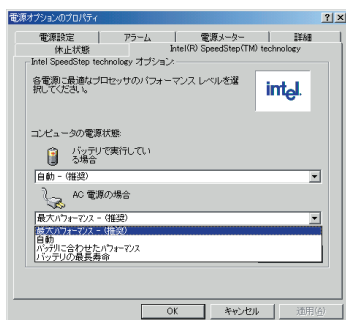 電源オプションのプロパティ
電源設定 アラーム 電源メーター 詳細
休止状態 Intel(R) SpeedStep(TM) technology
Intel SpeedStep technology オプション
各電源に最適なプロセッサのパフォーマンス レベルを選
択してください。
intel.
コンピュータの電源状態:
バッテリで実行してい
る場合
自動 - (推奨)
AC 電源の場合
最大パフォーマンス - (推奨)
最大パフォーマンス - (推奨)
自動
バッテリに合わせたパフォーマンス
バッテリの最長寿命
OK キャンセル 適用(A)